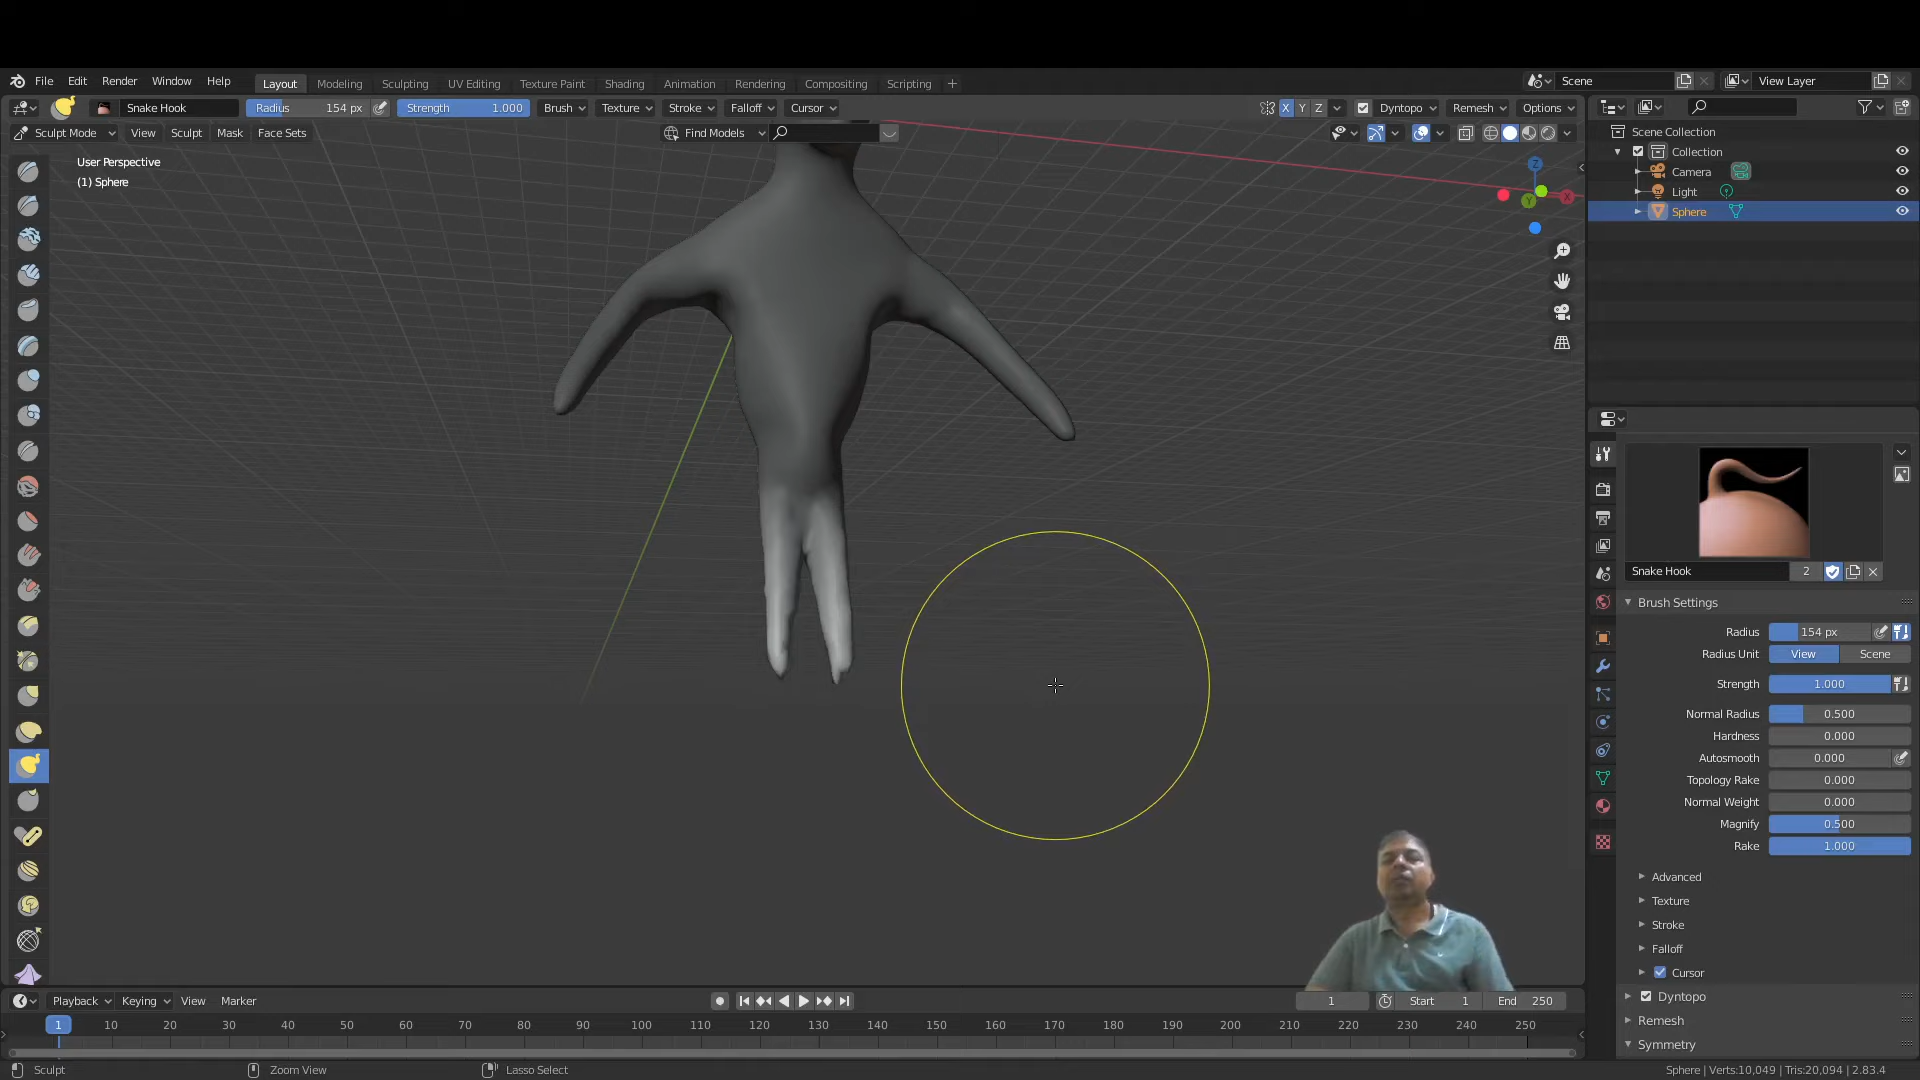 File Edit Render Window Help Layout Modeling Sculpting UV Editing Texture Paint Shading Animation Rendering Compositing Scripting + Scene View Layer
Snake Hook Radius 154 px Strength 1.000 Brush Texture Stroke Falloff Cursor X Y Z Dyntopo Remesh Options
Sculpt Mode View Sculpt Mask Face Sets Find Models
User Perspective
(1) Sphere
Z
Y
X
Scene Collection
Collection
Camera
Light
Sphere
Snake Hook 2
Brush Settings
Radius 154 px
Radius Unit View Scene
Strength 1.000
Normal Radius 0.500
Hardness 0.000
Autosmooth 0.000
Topology Rake 0.000
Normal Weight 0.000
Magnify 0.500
Rake 1.000
Advanced
Texture
Stroke
Falloff
Cursor
Dyntopo
Remesh
Symmetry
Playback Keying View Marker 1 Start 1 End 250
1 10 20 30 40 50 60 70 80 90 100 110 120 130 140 150 160 170 180 190 200 210 220 230 240 250
Sculpt Zoom View Lasso Select Sphere | Verts:10,049 | Tris:20,094 | 2.83.4